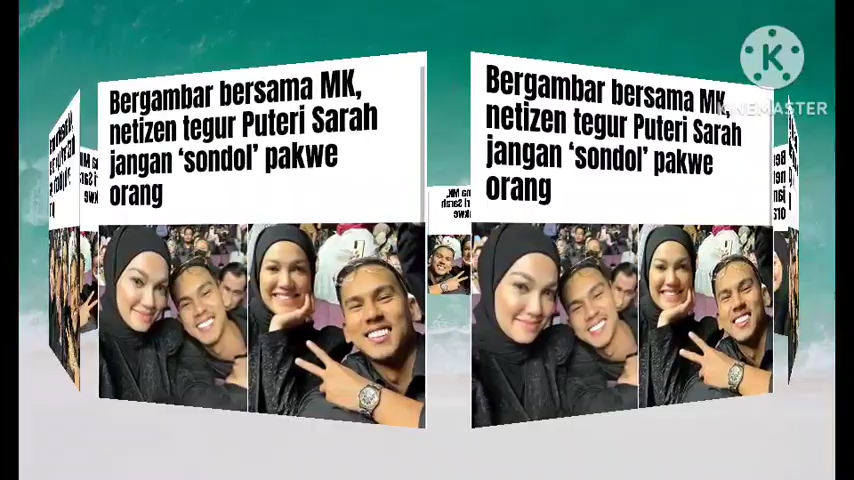 Bergambar bersama MK,
netizen tegur Puteri Sarah
jangan 'sondol' pakwe
orang
Bergambar bersama MK,
netizen tegur Puteri Sarah
jangan 'sondol' pakwe
orang
K
KINEMASTER